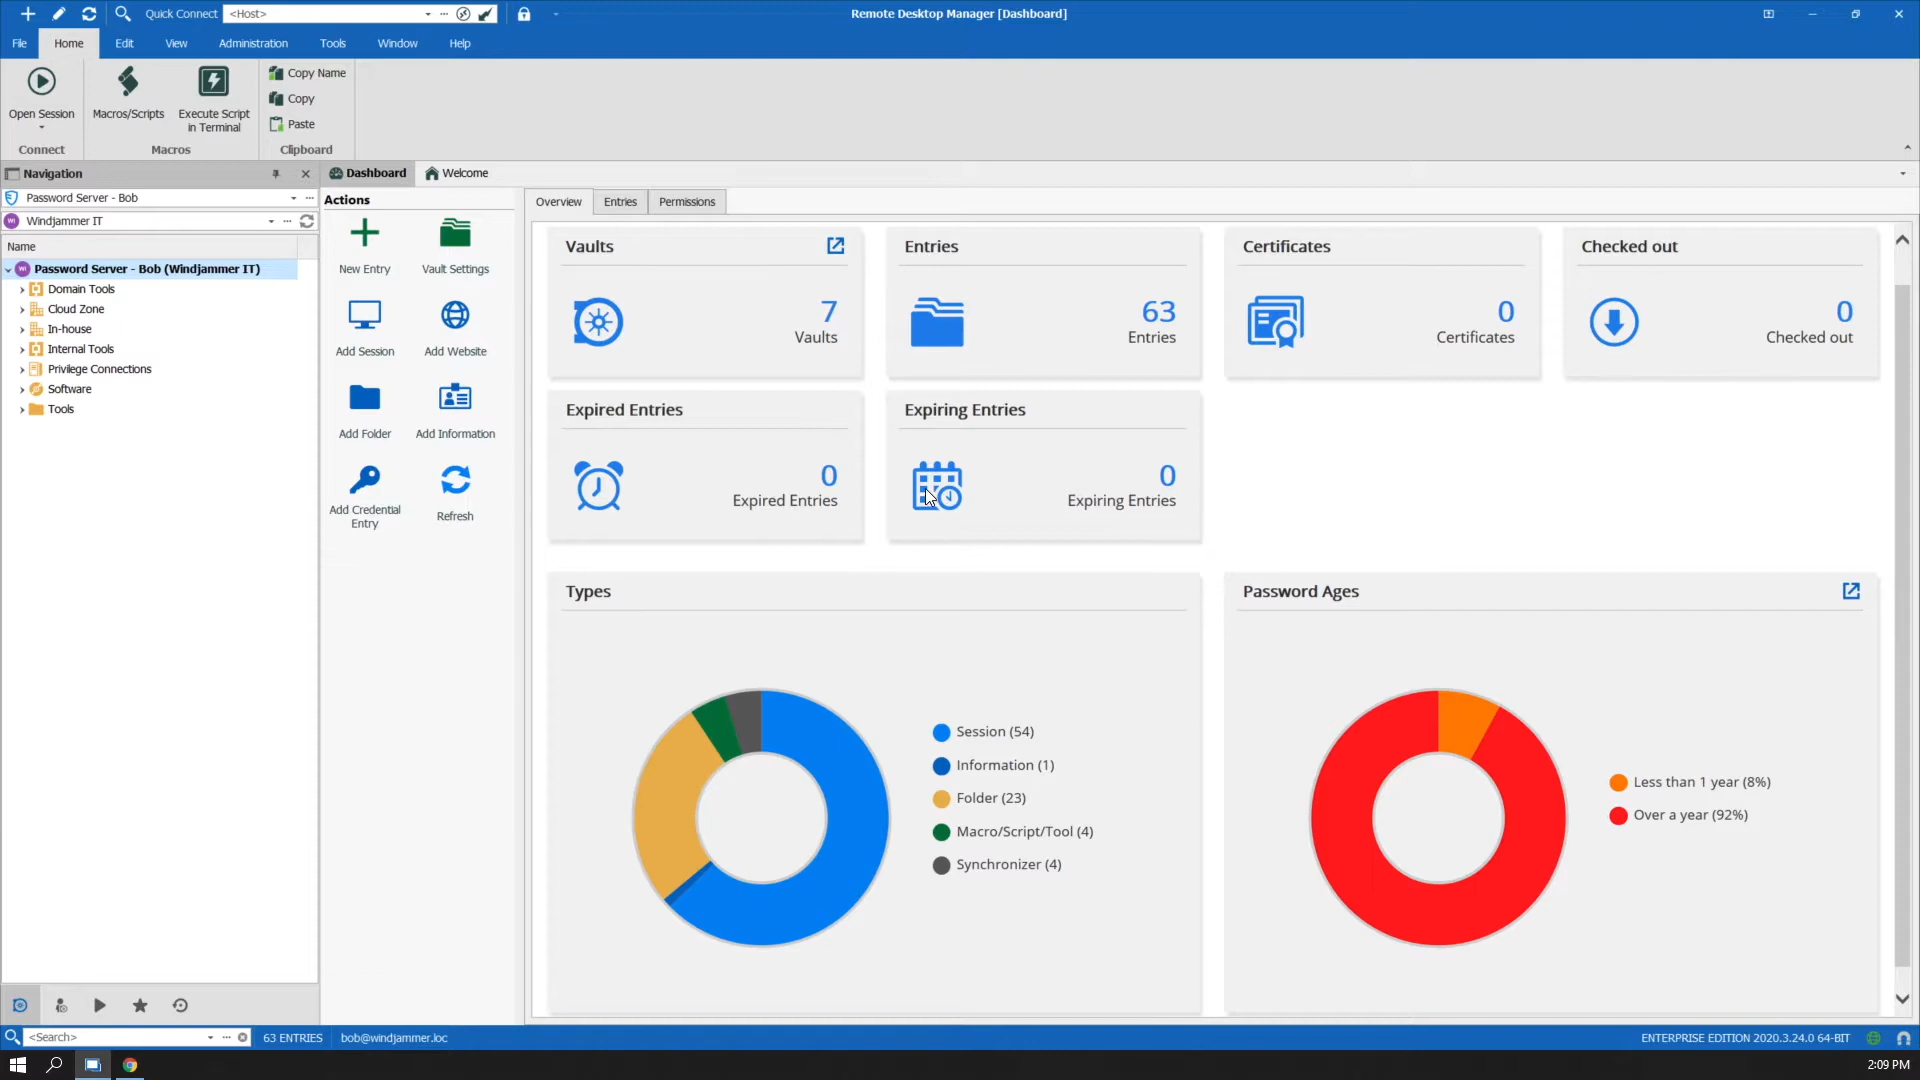 Quick Connect
<Host>
Remote Desktop Manager [Dashboard]
File
Home
Edit
View
Administration
Tools
Window
Help
Open Session
Macros/Scripts
Execute Script
in Terminal
Copy Name
Copy
Paste
Connect
Macros
Clipboard
Navigation
Password Server - Bob
WI
Windjammer IT
Name
WI
Password Server - Bob (Windjammer IT)
Domain Tools
Cloud Zone
In-house
Internal Tools
Privilege Connections
Software
Tools
Dashboard
Welcome
Actions
New Entry
Vault Settings
Add Session
Add Website
Add Folder
Add Information
Add Credential
Entry
Refresh
Overview
Entries
Permissions
Vaults
7
Vaults
Entries
63
Entries
Certificates
0
Certificates
Checked out
0
Checked out
Expired Entries
0
Expired Entries
Expiring Entries
0
Expiring Entries
Types
Session (54)
Information (1)
Folder (23)
Macro/Script/Tool (4)
Synchronizer (4)
Password Ages
Less than 1 year (8%)
Over a year (92%)
<Search>
63 ENTRIES
bob@windjammer.loc
ENTERPRISE EDITION 2020.3.24.0 64-BIT
2:09 PM